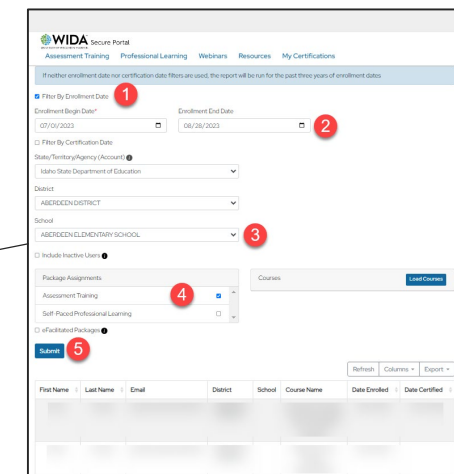 WIDA Secure Portal
Assessment Training Professional Learning Webinars Resources My Certifications
If neither enrollment date nor certification date filters are used, the report will be run for the past three years of enrollment dates.
Filter By Enrollment Date 1
Enrollment Begin Date* Enrollment End Date
07/01/2023 08/28/2023 2
Filter By Certification Date
State/Territory/Agency (Account)
Idaho State Department of Education
District
ABERDEEN DISTRICT
School
ABERDEEN ELEMENTARY SCHOOL 3
Include Inactive Users
Package Assignments Courses Load Courses
Assessment Training 4
Self-Paced Professional Learning
eFacilitated Packages
Submit 5
Refresh Columns Export
First Name Last Name Email District School Course Name Date Enrolled Date Certified